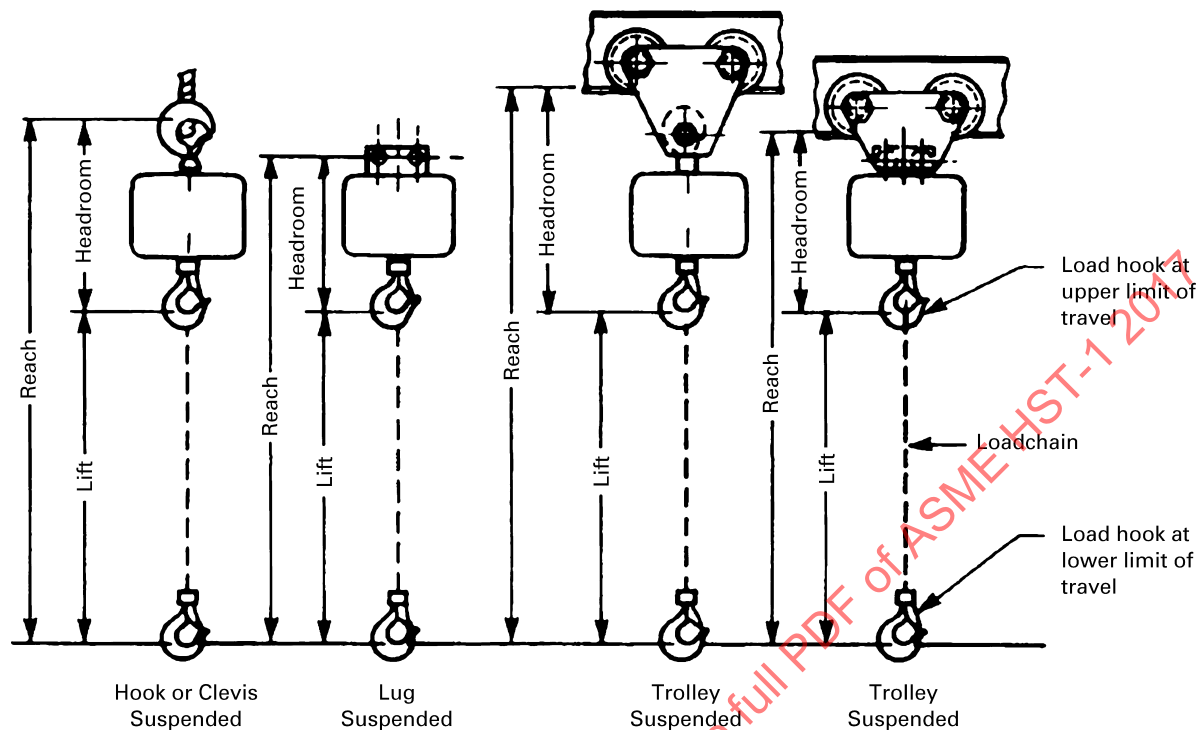 Headroom
Reach
Lift
Headroom
Reach
Lift
Headroom
Reach
Lift
Headroom
Reach
Lift
Load hook at
upper limit of
travel
Loadchain
Load hook at
lower limit of
travel
Hook or Clevis
Suspended
Lug
Suspended
Trolley
Suspended
Trolley
Suspended
full PDF of ASME HST-1 2017